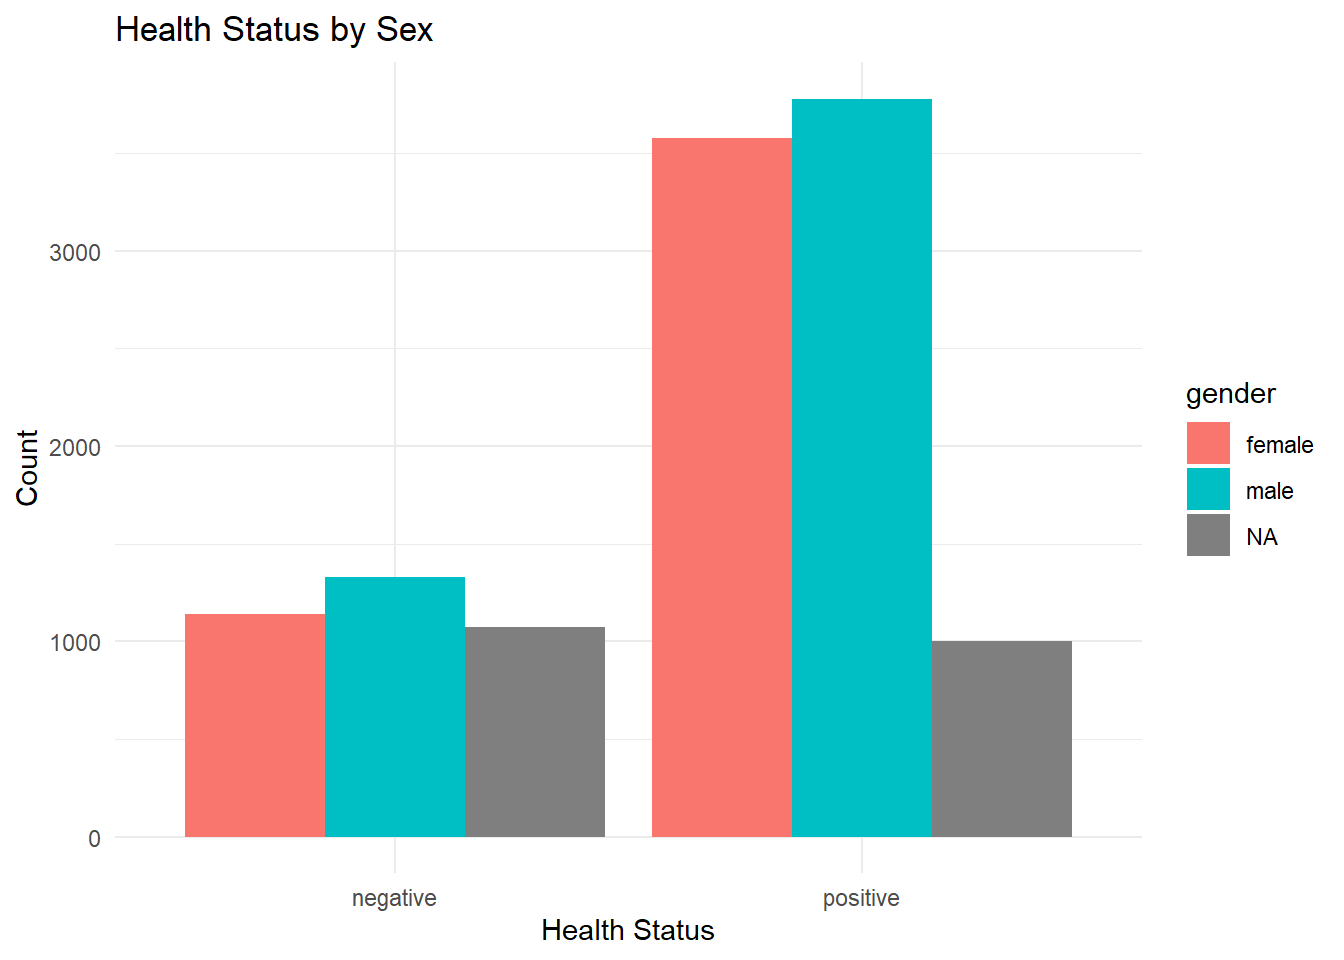 Health Status by Sex
Count
3000
2000
1000
0
negative
positive
Health Status
gender
female
male
NA